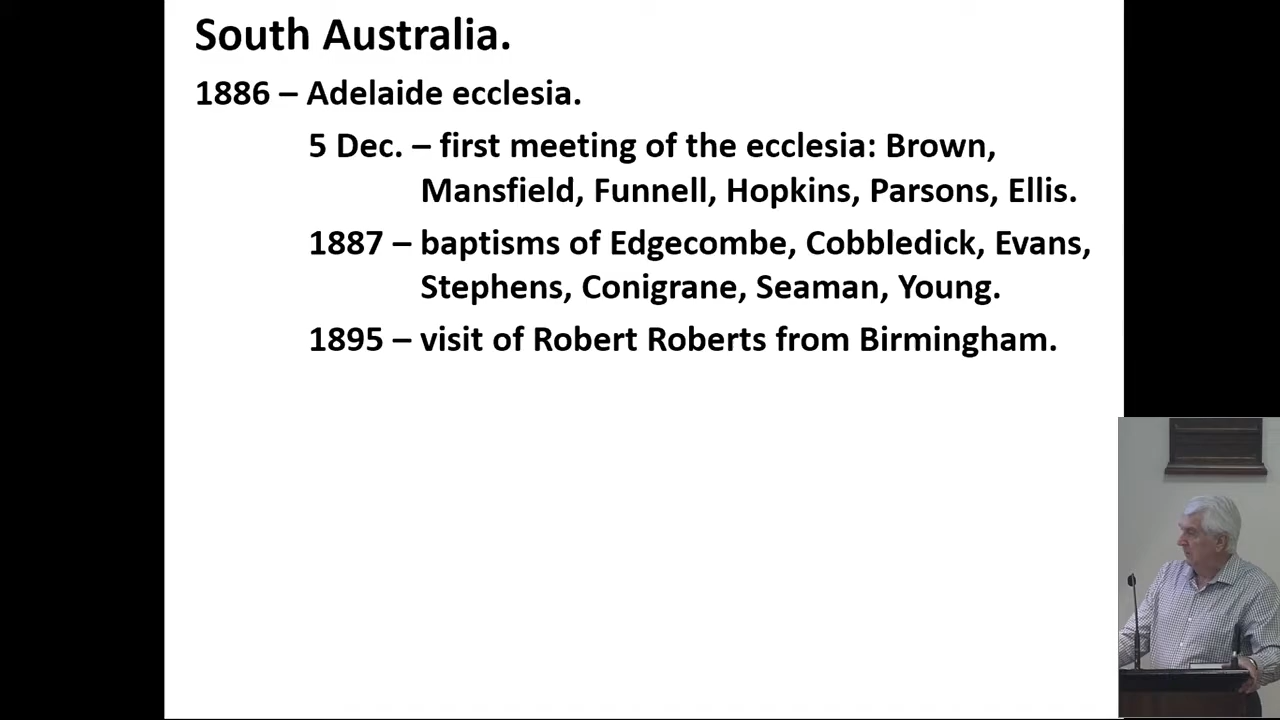 South Australia.
1886 – Adelaide ecclesia.
5 Dec. – first meeting of the ecclesia: Brown,
Mansfield, Funnell, Hopkins, Parsons, Ellis.
1887 – baptisms of Edgecombe, Cobbledick, Evans,
Stephens, Conigrane, Seaman, Young.
1895 – visit of Robert Roberts from Birmingham.